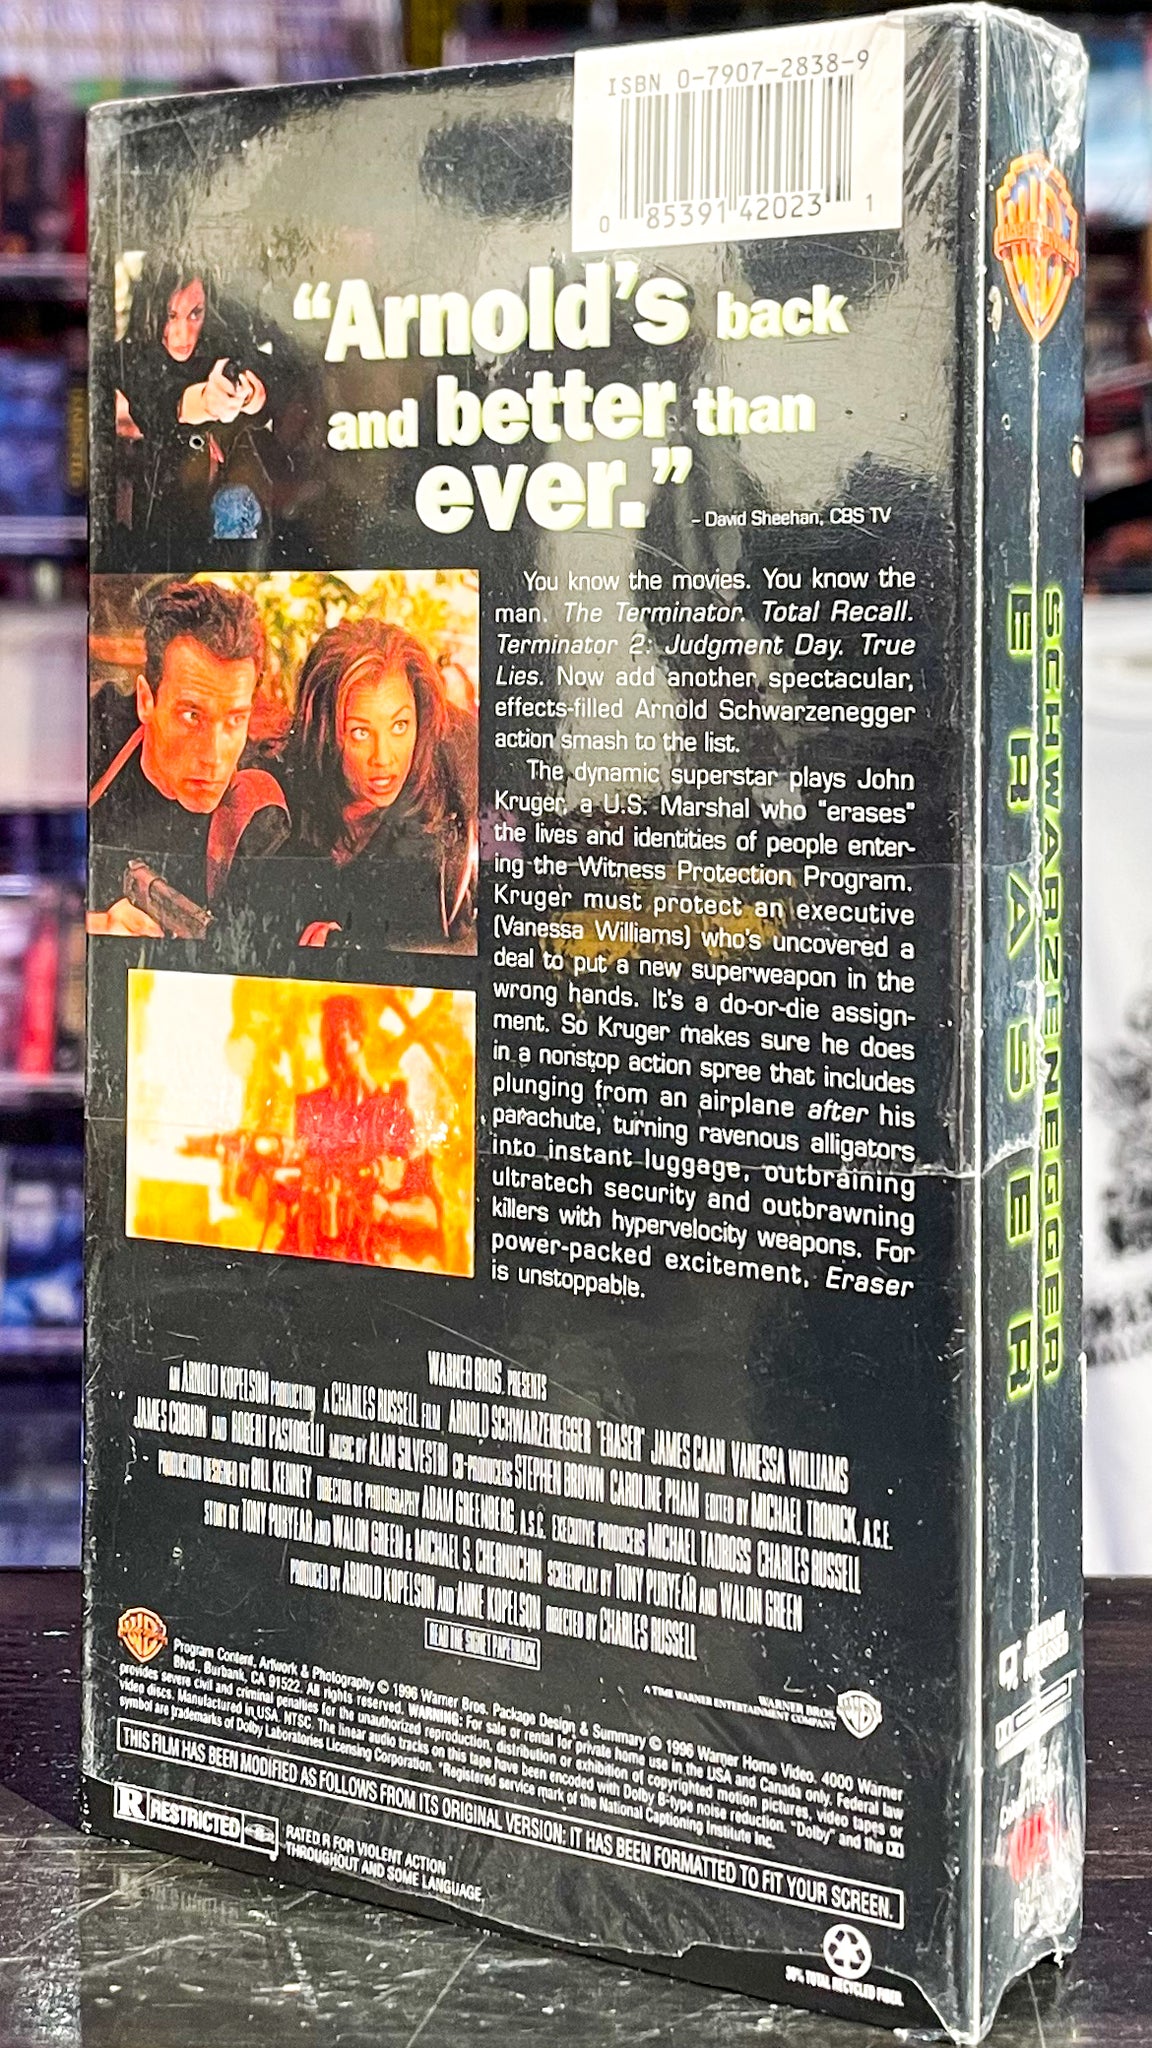 ISBN 0-7907-2838-9
0 85391 42023 1
“Arnold’s back
and better than
ever.”
– David Sheehan, CBS TV
You know the movies. You know the
man. The Terminator. Total Recall.
Terminator 2: Judgment Day. True
Lies. Now add another spectacular,
effects-filled Arnold Schwarzenegger
action smash to the list.
The dynamic superstar plays John
Kruger, a U.S. Marshal who “erases”
the lives and identities of people enter-
ing the Witness Protection Program.
Kruger must protect an executive
(Vanessa Williams) who’s uncovered a
deal to put a new superweapon in the
wrong hands. It’s a do-or-die assign-
ment. So Kruger makes sure he does
in a nonstop action spree that includes
plunging from an airplane after his
parachute, turning ravenous alligators
into instant luggage, outbraining
ultratech security and outbrawning
killers with hypervelocity weapons. For
power-packed excitement, Eraser
is unstoppable.
WARNER BROS. PRESENTS
AN ARNOLD KOPELSON PRODUCTION A CHARLES RUSSELL FILM ARNOLD SCHWARZENEGGER "ERASER" JAMES CAAN VANESSA WILLIAMS
JAMES COBURN AND ROBERT PASTORELLI MUSIC BY ALAN SILVESTRI CO-PRODUCERS STEPHEN BROWN CAROLINE PHAM EDITED BY MICHAEL TRONICK, A.C.E.
PRODUCTION DESIGNED BY BILL KENNEY DIRECTOR OF PHOTOGRAPHY ADAM GREENBERG, A.S.C. EXECUTIVE PRODUCERS MICHAEL TADROSS CHARLES RUSSELL
STORY BY TONY PURYEAR AND WALON GREEN & MICHAEL S. CHERNUCHIN SCREENPLAY BY TONY PURYEAR AND WALON GREEN
PRODUCED BY ARNOLD KOPELSON AND ANNE KOPELSON DIRECTED BY CHARLES RUSSELL
READ THE SIGNET PAPERBACK
WARNER BROS.
A TIME WARNER ENTERTAINMENT COMPANY
Program Content, Artwork & Photography © 1996 Warner Bros. Package Design & Summary © 1996 Warner Home Video. 4000 Warner
Blvd., Burbank, CA 91522. All rights reserved. WARNING: For sale or rental for private home use in the USA and Canada only. Federal law
provides severe civil and criminal penalties for the unauthorized reproduction, distribution or exhibition of copyrighted motion pictures, video tapes or
video discs. Manufactured in USA. NTSC. The linear audio tracks on this tape have been encoded with Dolby B-type noise reduction. "Dolby" and the
symbol are trademarks of Dolby Laboratories Licensing Corporation. *Registered service mark of the National Captioning Institute Inc.
THIS FILM HAS BEEN MODIFIED AS FOLLOWS FROM ITS ORIGINAL VERSION: IT HAS BEEN FORMATTED TO FIT YOUR SCREEN.
R RESTRICTED
RATED R FOR VIOLENT ACTION
THROUGHOUT AND SOME LANGUAGE.
SCHWARZENEGGER
ERASER